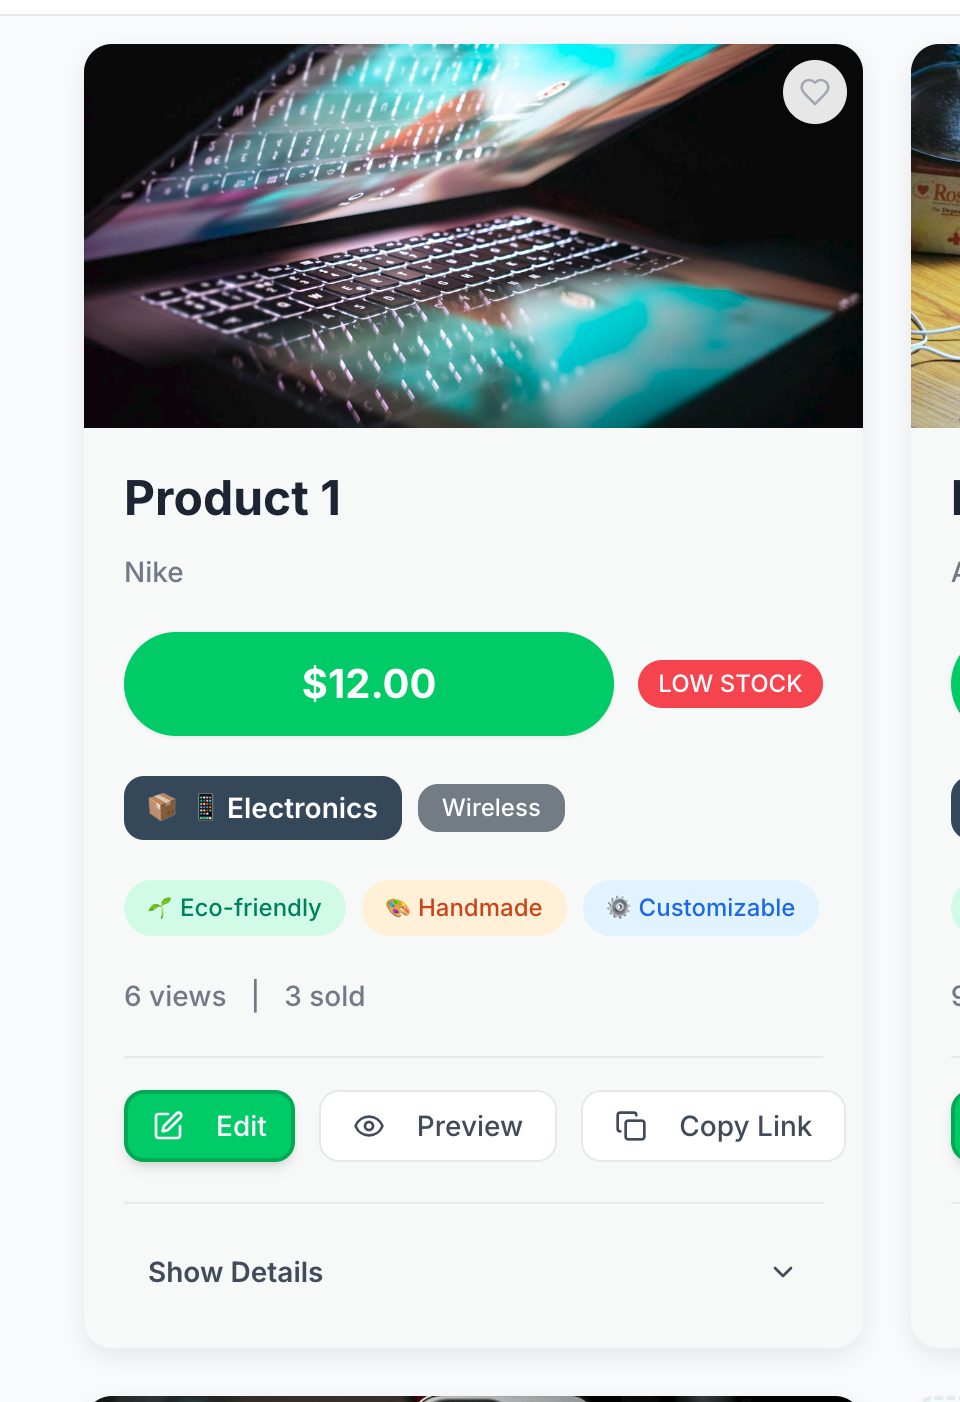 Product 1
Nike
$12.00
LOW STOCK
📦 📱 Electronics
Wireless
🌱 Eco-friendly
🎨 Handmade
⚙️ Customizable
6 views | 3 sold
Edit
Preview
Copy Link
Show Details